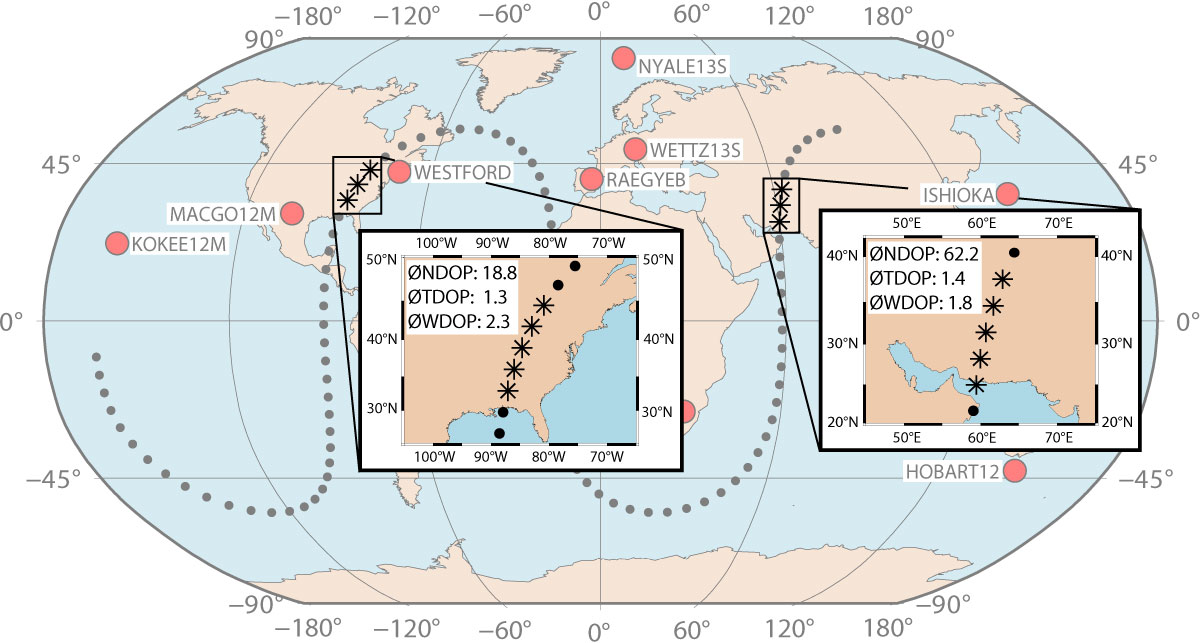 −180° −120° −60° 0° 60° 120° 180°
90° 90°
NYALE13S
WETTZ13S
45° 45°
WESTFORD
RAEGYEB
ISHIOKA
MACGO12M
KOKEE12M
100°W 90°W 80°W 70°W
50°N 50°N
ØNDOP: 18.8
ØTDOP: 1.3
ØWDOP: 2.3
40°N 40°N
30°N 30°N
100°W 90°W 80°W 70°W
50°E 60°E 70°E
40°N 40°N
ØNDOP: 62.2
ØTDOP: 1.4
ØWDOP: 1.8
30°N 30°N
20°N 20°N
50°E 60°E 70°E
0° 0°
HOBART12
−45° −45°
−90° −90°
−180° −120° −60° 0° 60° 120° 180°